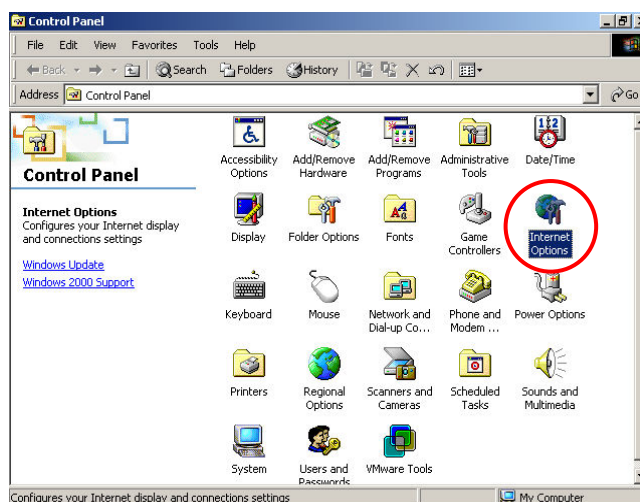 Control Panel
File Edit View Favorites Tools Help
Back Search Folders History
Address Control Panel Go
Control Panel
Internet Options
Configures your Internet display
and connections settings
Windows Update
Windows 2000 Support
Accessibility Options
Add/Remove Hardware
Add/Remove Programs
Administrative Tools
Date/Time
Display
Folder Options
Fonts
Game Controllers
Internet Options
Keyboard
Mouse
Network and Dial-up Co...
Phone and Modem ...
Power Options
Printers
Regional Options
Scanners and Cameras
Scheduled Tasks
Sounds and Multimedia
System
Users and Passwords
VMware Tools
Configures your Internet display and connections settings My Computer